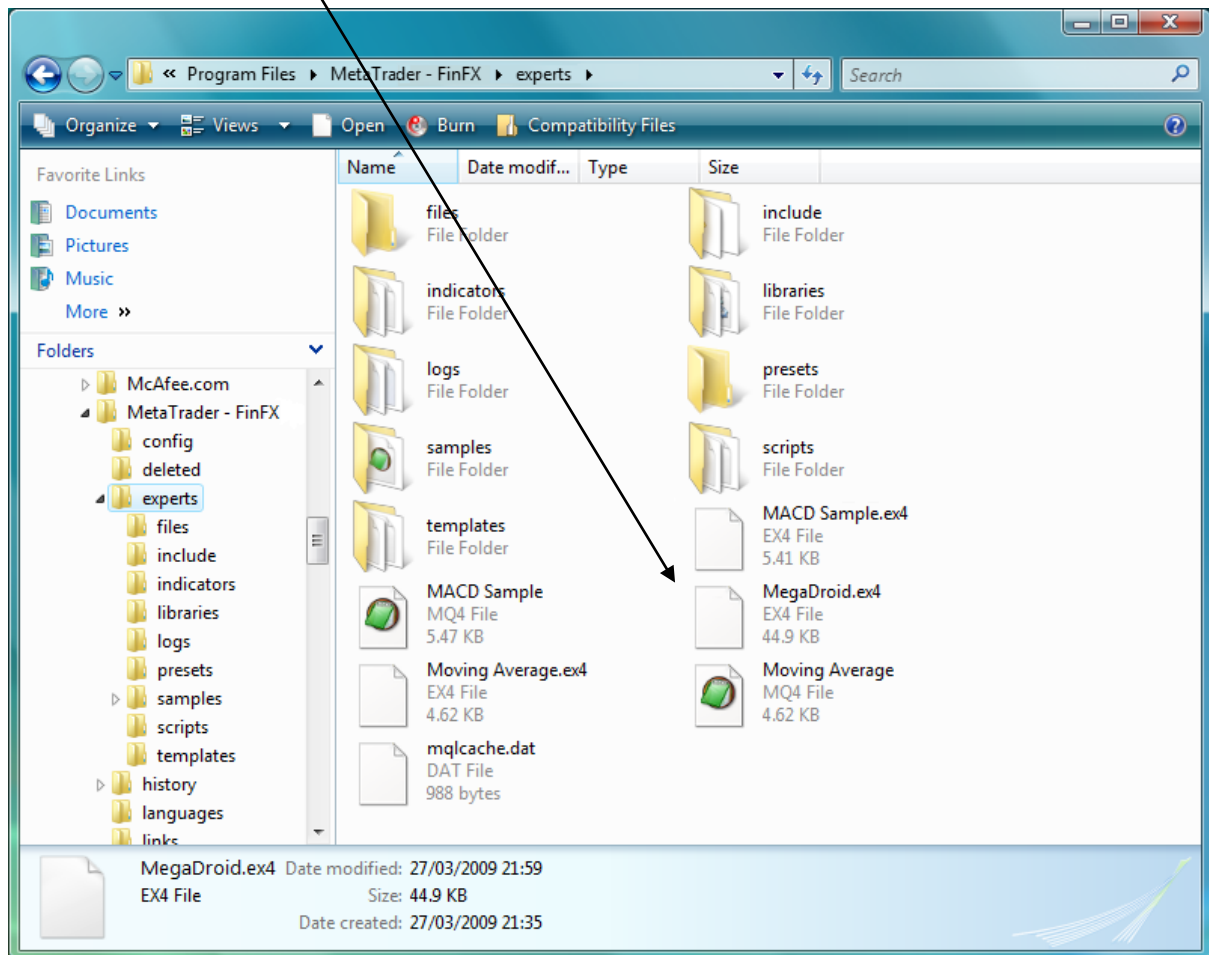 « Program Files ▸ MetaTrader - FinFX ▸ experts ▸
Search
Organize Views Open Burn Compatibility Files
Favorite Links
Documents
Pictures
Music
More »
Folders
McAfee.com
MetaTrader - FinFX
config
deleted
experts
files
include
indicators
libraries
logs
presets
samples
scripts
templates
history
languages
links
Name Date modif... Type Size
files
File Folder
include
File Folder
indicators
File Folder
libraries
File Folder
logs
File Folder
presets
File Folder
samples
File Folder
scripts
File Folder
templates
File Folder
MACD Sample.ex4
EX4 File
5.41 KB
MACD Sample
MQ4 File
5.47 KB
MegaDroid.ex4
EX4 File
44.9 KB
Moving Average.ex4
EX4 File
4.62 KB
Moving Average
MQ4 File
4.62 KB
mqlcache.dat
DAT File
988 bytes
MegaDroid.ex4 Date modified: 27/03/2009 21:59
EX4 File Size: 44.9 KB
Date created: 27/03/2009 21:35